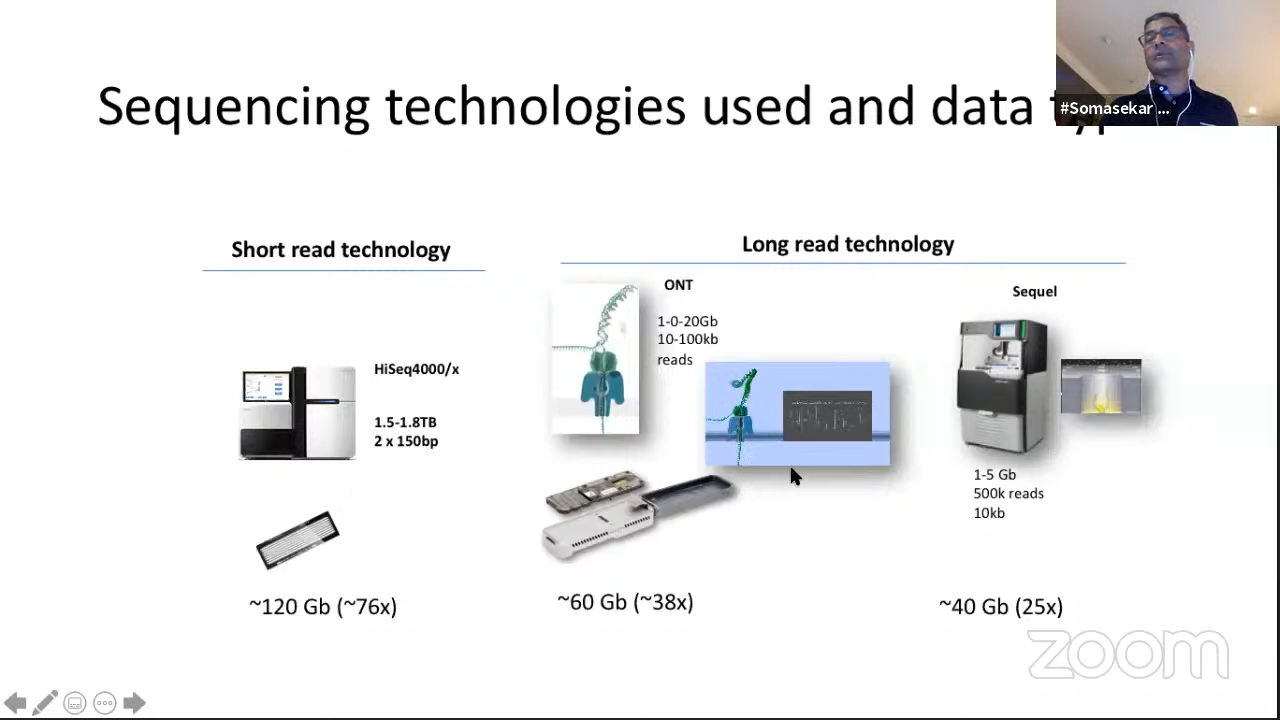 Sequencing technologies used and data
#Somasekar ...
Short read technology
HiSeq4000/x
1.5-1.8TB
2 x 150bp
~120 Gb (~76x)
Long read technology
ONT
1-0-20Gb
10-100kb
reads
~60 Gb (~38x)
Sequel
1-5 Gb
500k reads
10kb
~40 Gb (25x)
zoom